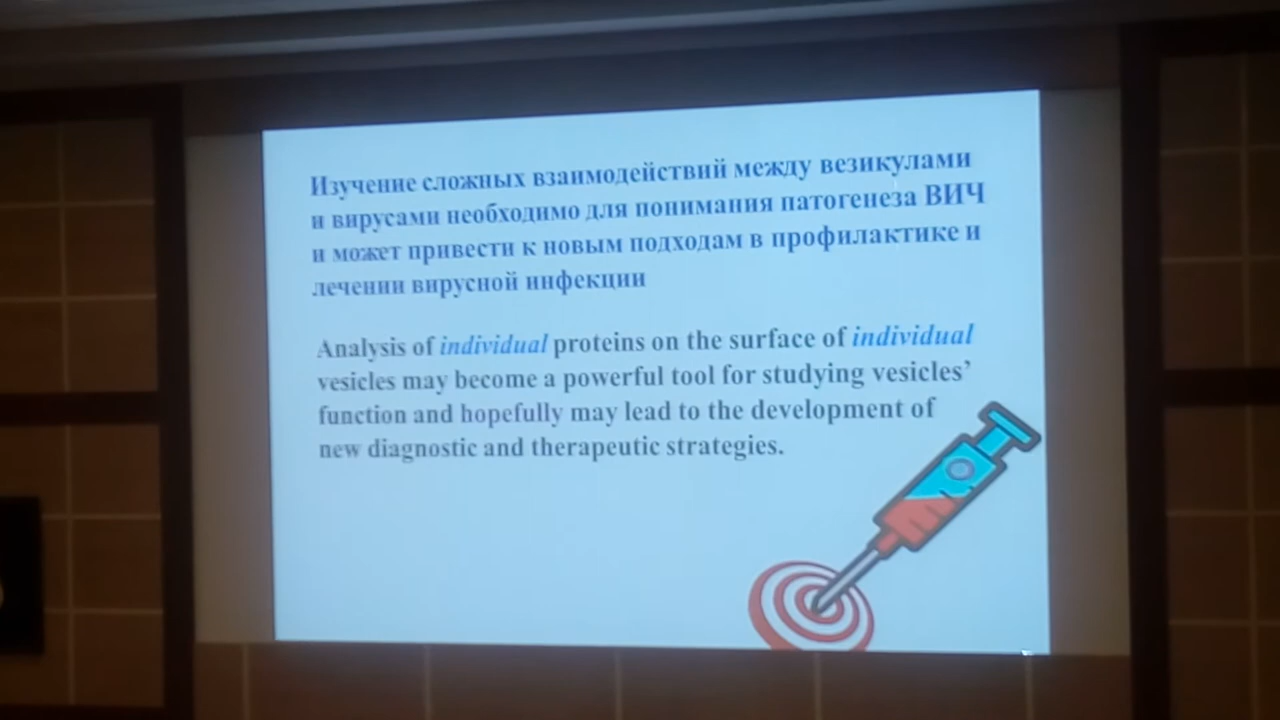 Изучение сложных взаимодействий между везикулами
и вирусами необходимо для понимания патогенеза ВИЧ
и может привести к новым подходам в профилактике и
лечении вирусной инфекции
Analysis of individual proteins on the surface of individual
vesicles may become a powerful tool for studying vesicles’
function and hopefully may lead to the development of
new diagnostic and therapeutic strategies.